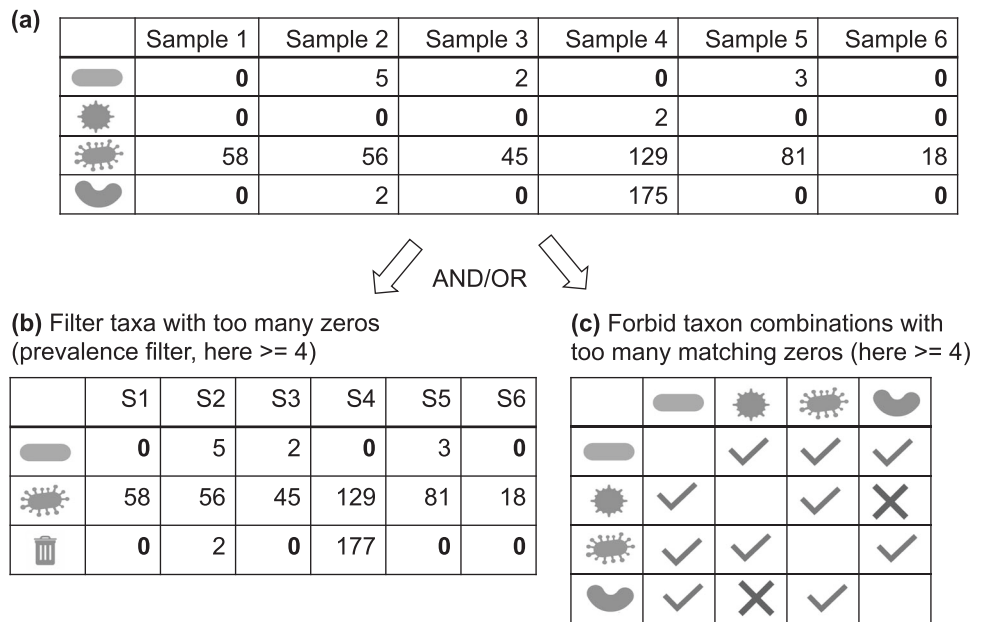 (a)
Sample 1 Sample 2 Sample 3 Sample 4 Sample 5 Sample 6
0 5 2 0 3 0
0 0 0 2 0 0
58 56 45 129 81 18
0 2 0 175 0 0
AND/OR
(b) Filter taxa with too many zeros
(prevalence filter, here >= 4)
S1 S2 S3 S4 S5 S6
0 5 2 0 3 0
58 56 45 129 81 18
0 2 0 177 0 0
(c) Forbid taxon combinations with
too many matching zeros (here >= 4)